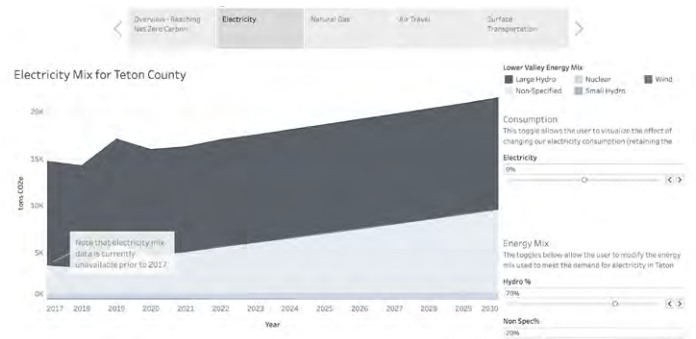 Overview - Reaching
Net Zero Carbon
Electricity
Natural Gas
Air Travel
Surface
Transportation
Electricity Mix for Teton County
20K
15K
10K
5K
0K
tons CO2e
Note that electricity mix
data is currently
unavailable prior to 2017
2017 2018 2019 2020 2021 2022 2023 2024 2025 2026 2027 2028 2029 2030
Year
Lower Valley Energy Mix
Large Hydro
Nuclear
Wind
Non-Specified
Small Hydro
Consumption
This toggle allows the user to visualize the effect of
changing our electricity consumption (retaining the
Electricity
0%
Energy Mix
The toggles below allow the user to modify the energy
mix used to meet the demand for electricity in Teton
Hydro %
70%
Non Spec%
20%